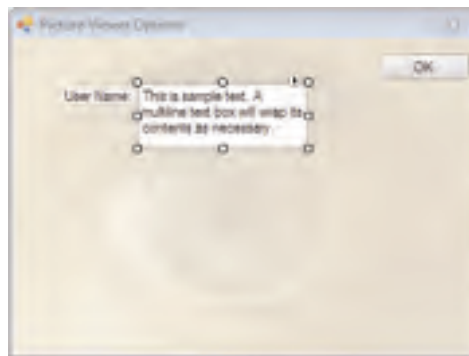 Picture Viewer Options
OK
User Name: This is sample text. A
multiline text box will wrap its
contents as necessary.